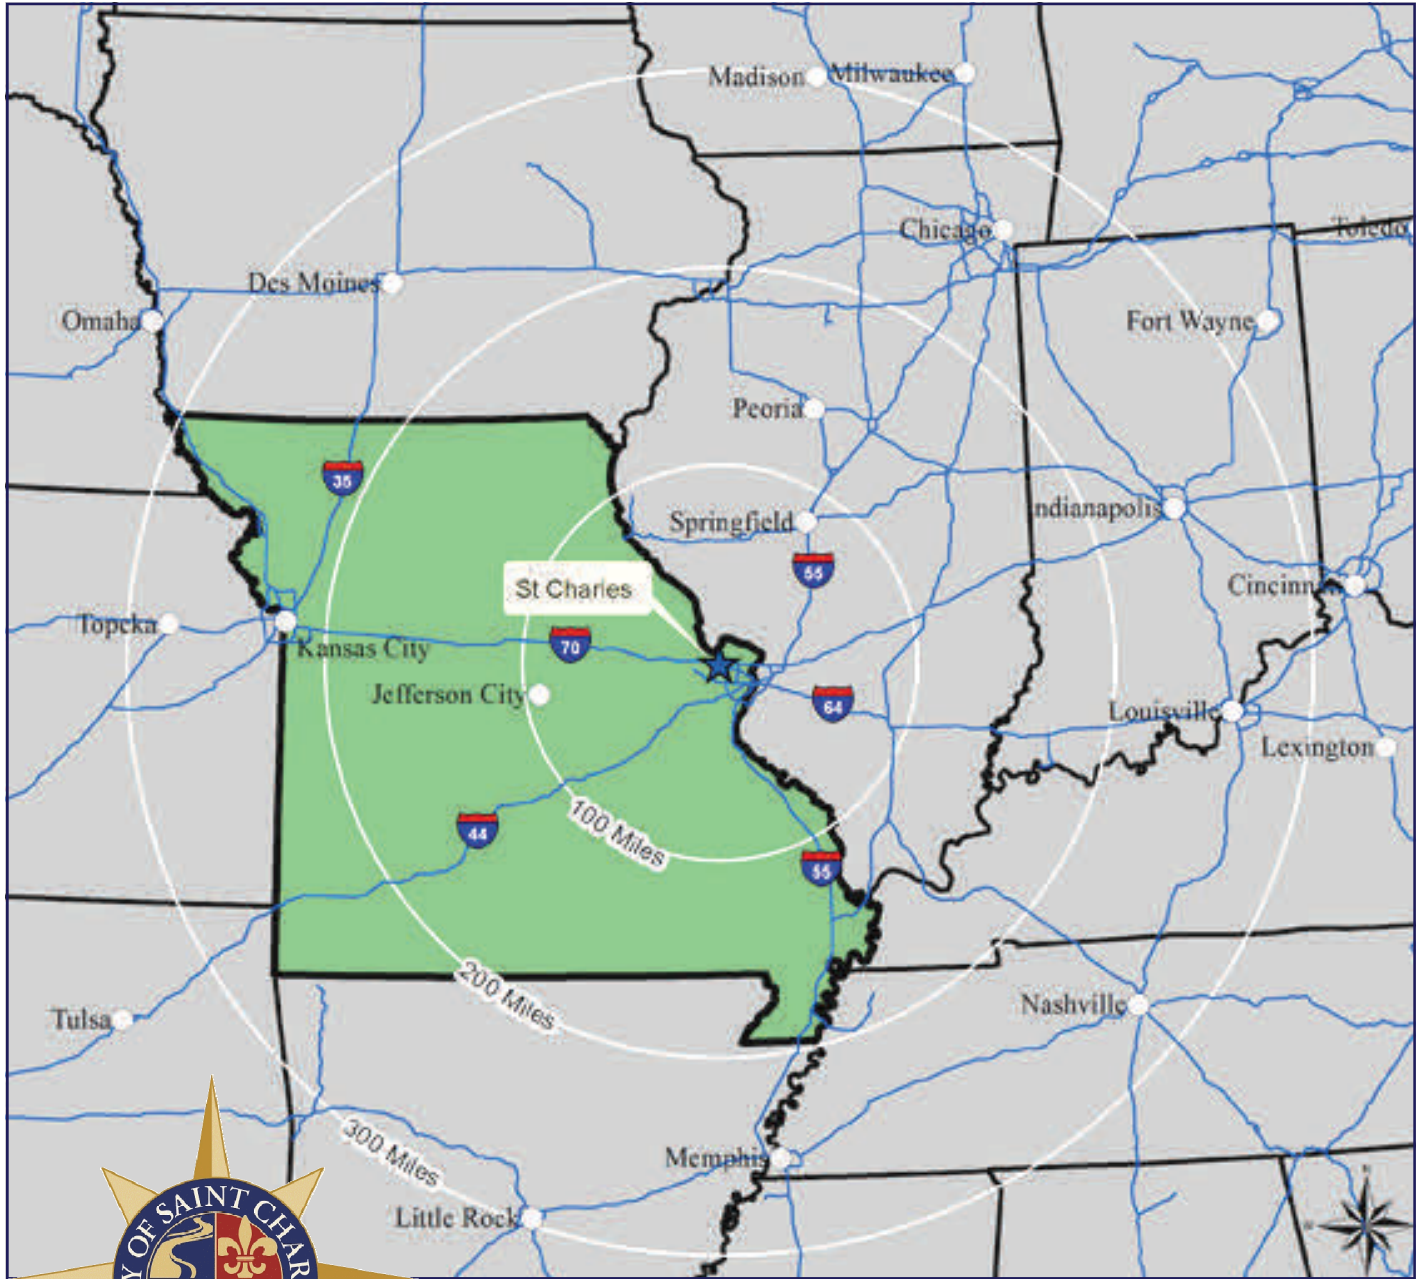 Madison
Milwaukee
Chicago
Toledo
Des Moines
Omaha
Fort Wayne
Peoria
35
Springfield
Indianapolis
55
St Charles
Cincinn
Topeka
Kansas City
70
Jefferson City
64
Louisville
Lexington
100 Miles
44
55
200 Miles
Nashville
Tulsa
300 Miles
Memphis
Little Rock
Y OF SAINT CHAR